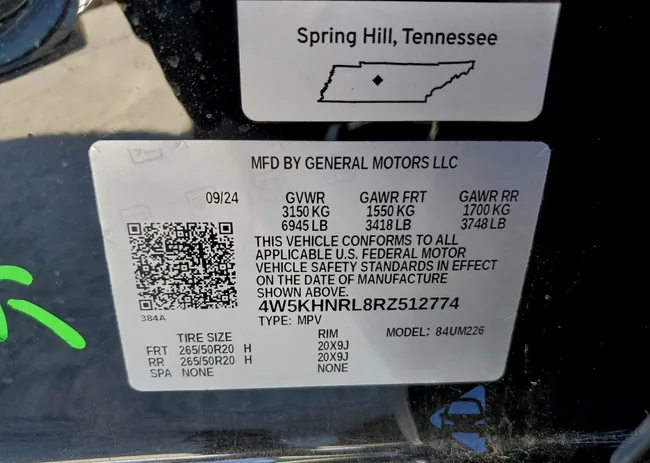 Spring Hill, Tennessee
MFD BY GENERAL MOTORS LLC
09/24 GVWR GAWR FRT GAWR RR
3150 KG 1550 KG 1700 KG
6945 LB 3418 LB 3748 LB
THIS VEHICLE CONFORMS TO ALL
APPLICABLE U.S. FEDERAL MOTOR
VEHICLE SAFETY STANDARDS IN EFFECT
ON THE DATE OF MANUFACTURE
SHOWN ABOVE.
4W5KHNRL8RZ512774
384A TYPE: MPV
TIRE SIZE RIM MODEL: 84UM226
FRT 265/50R20 H 20X9J
RR 265/50R20 H 20X9J
SPA NONE NONE